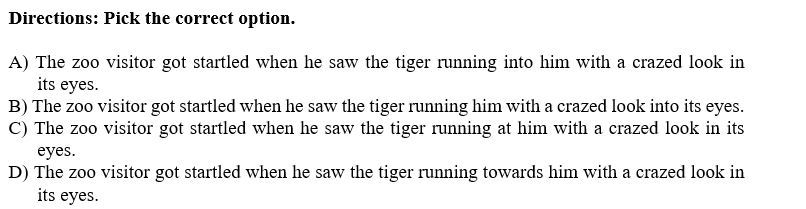 Directions: Pick the correct option.
A) The zoo visitor got startled when he saw the tiger running into him with a crazed look in
its eyes.
B) The zoo visitor got startled when he saw the tiger running him with a crazed look into its eyes.
C) The zoo visitor got startled when he saw the tiger running at him with a crazed look in its
eyes.
D) The zoo visitor got startled when he saw the tiger running towards him with a crazed look in
its eyes.